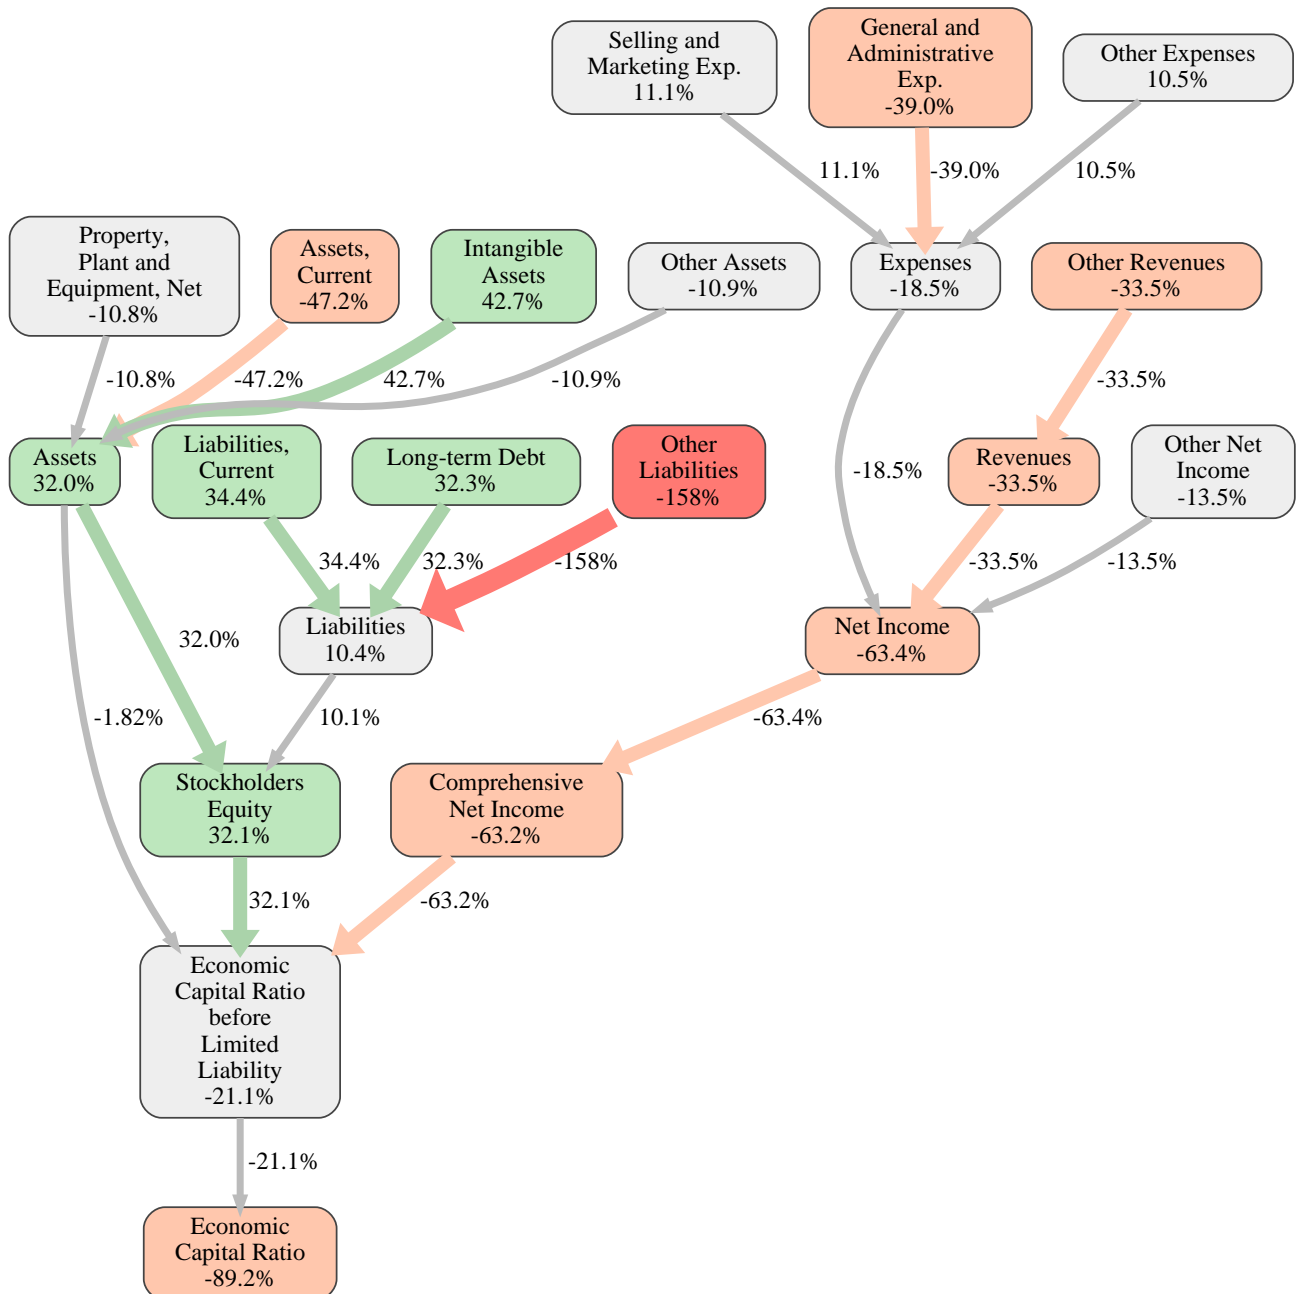 Selling and
Marketing Exp.
11.1%
General and
Administrative
Exp.
-39.0%
Other Expenses
10.5%
11.1%
-39.0%
10.5%
Property,
Plant and
Equipment, Net
-10.8%
Assets,
Current
-47.2%
Intangible
Assets
42.7%
Other Assets
-10.9%
Expenses
-18.5%
Other Revenues
-33.5%
-10.8%
-47.2%
42.7%
-10.9%
-33.5%
Assets
32.0%
Liabilities,
Current
34.4%
Long-term Debt
32.3%
Other
Liabilities
-158%
-18.5%
Revenues
-33.5%
Other Net
Income
-13.5%
34.4%
32.3%
-158%
-33.5%
-13.5%
32.0%
Liabilities
10.4%
Net Income
-63.4%
-1.82%
10.1%
-63.4%
Stockholders
Equity
32.1%
Comprehensive
Net Income
-63.2%
32.1%
-63.2%
Economic
Capital Ratio
before
Limited
Liability
-21.1%
-21.1%
Economic
Capital Ratio
-89.2%